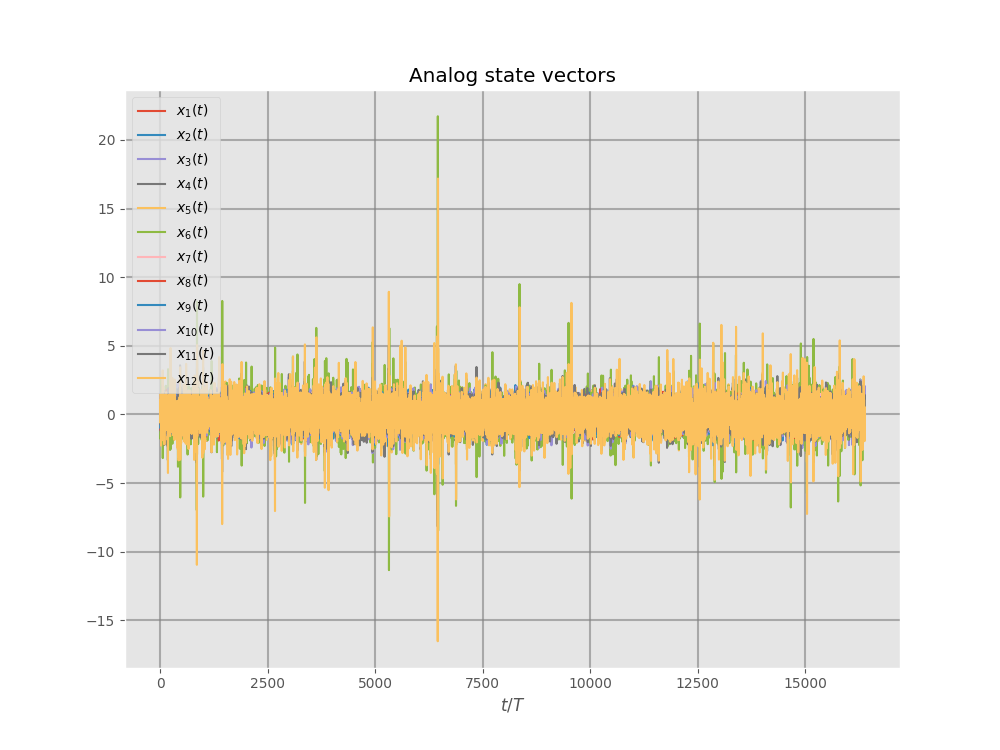 Analog state vectors
x₁(t)
x₂(t)
x₃(t)
x₄(t)
x₅(t)
x₆(t)
x₇(t)
x₈(t)
x₉(t)
x₁₀(t)
x₁₁(t)
x₁₂(t)
20
15
10
5
0
−5
−10
−15
0 2500 5000 7500 10000 12500 15000
t/T